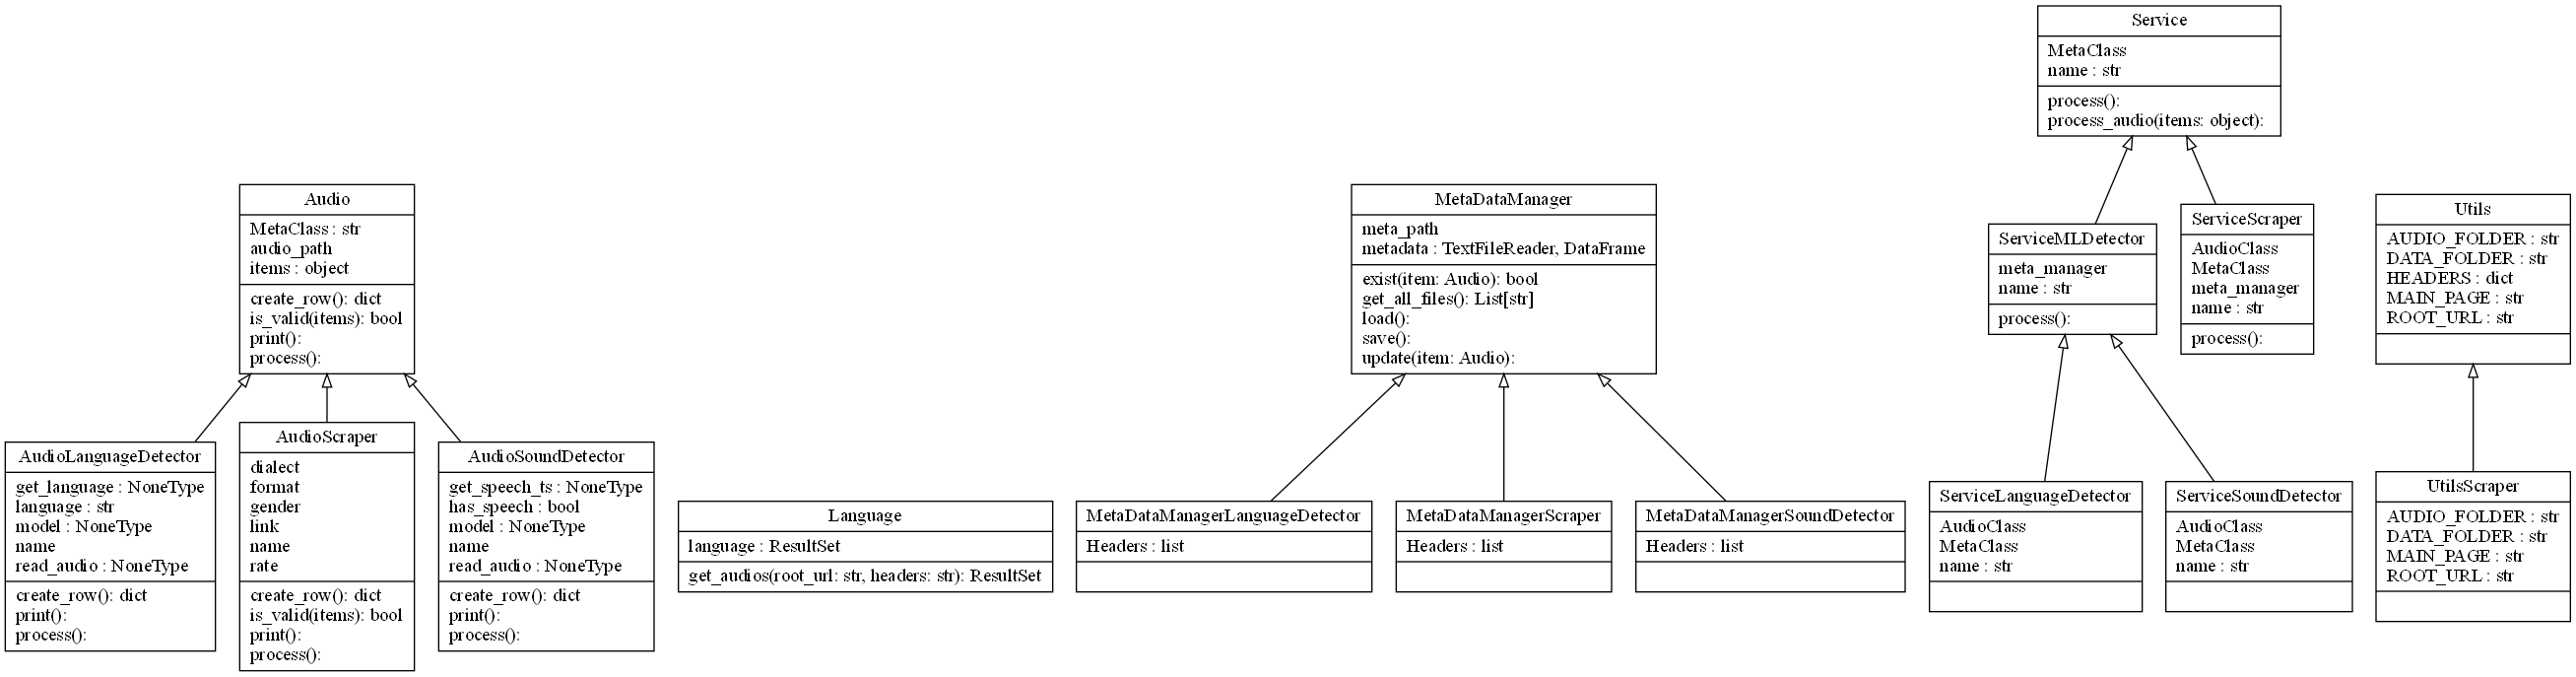 Service
MetaClass
name : str
process():
process_audio(items: object):
Audio
MetaClass : str
audio_path
items : object
create_row(): dict
is_valid(items): bool
print():
process():
MetaDataManager
meta_path
metadata : TextFileReader, DataFrame
exist(item: Audio): bool
get_all_files(): List[str]
load():
save():
update(item: Audio):
ServiceMLDetector
meta_manager
name : str
process():
ServiceScraper
AudioClass
MetaClass
meta_manager
name : str
process():
Utils
AUDIO_FOLDER : str
DATA_FOLDER : str
HEADERS : dict
MAIN_PAGE : str
ROOT_URL : str
AudioLanguageDetector
get_language : NoneType
language : str
model : NoneType
name
read_audio : NoneType
create_row(): dict
print():
process():
AudioScraper
dialect
format
gender
link
name
rate
create_row(): dict
is_valid(items): bool
print():
process():
AudioSoundDetector
get_speech_ts : NoneType
has_speech : bool
model : NoneType
name
read_audio : NoneType
create_row(): dict
print():
process():
Language
language : ResultSet
get_audios(root_url: str, headers: str): ResultSet
MetaDataManagerLanguageDetector
Headers : list
MetaDataManagerScraper
Headers : list
MetaDataManagerSoundDetector
Headers : list
ServiceLanguageDetector
AudioClass
MetaClass
name : str
ServiceSoundDetector
AudioClass
MetaClass
name : str
UtilsScraper
AUDIO_FOLDER : str
DATA_FOLDER : str
MAIN_PAGE : str
ROOT_URL : str